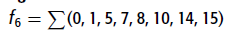 f₆ = ∑(0, 1, 5, 7, 8, 10, 14, 15)